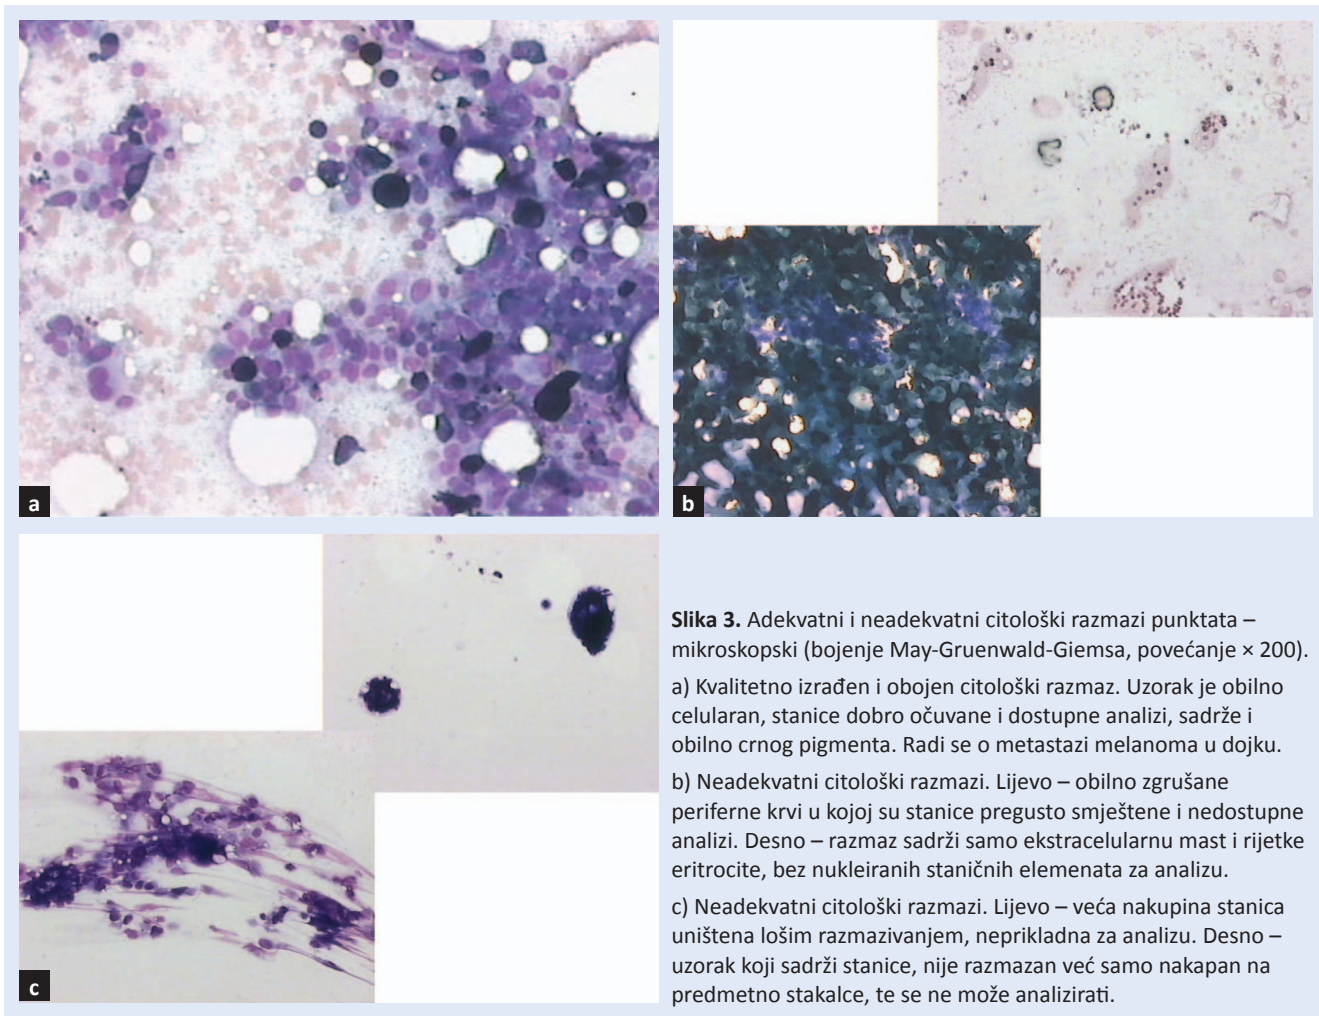 a
b
c
Slika 3. Adekvatni i neadekvatni citološki razmazi punktata –
mikroskopski (bojenje May-Gruenwald-Giemsa, povećanje × 200).
a) Kvalitetno izrađen i obojen citološki razmaz. Uzorak je obilno
celularan, stanice dobro očuvane i dostupne analizi, sadrže i
obilno crnog pigmenta. Radi se o metastazi melanoma u dojku.
b) Neadekvatni citološki razmazi. Lijevo – obilno zgrušane
periferne krvi u kojoj su stanice pregusto smještene i nedostupne
analizi. Desno – razmaz sadrži samo ekstracelularnu mast i rijetke
eritrocite, bez nukleiranih staničnih elemenata za analizu.
c) Neadekvatni citološki razmazi. Lijevo – veća nakupina stanica
uništena lošim razmazivanjem, neprikladna za analizu. Desno –
uzorak koji sadrži stanice, nije razmazan već samo nakapan na
predmetno stakalce, te se ne može analizirati.